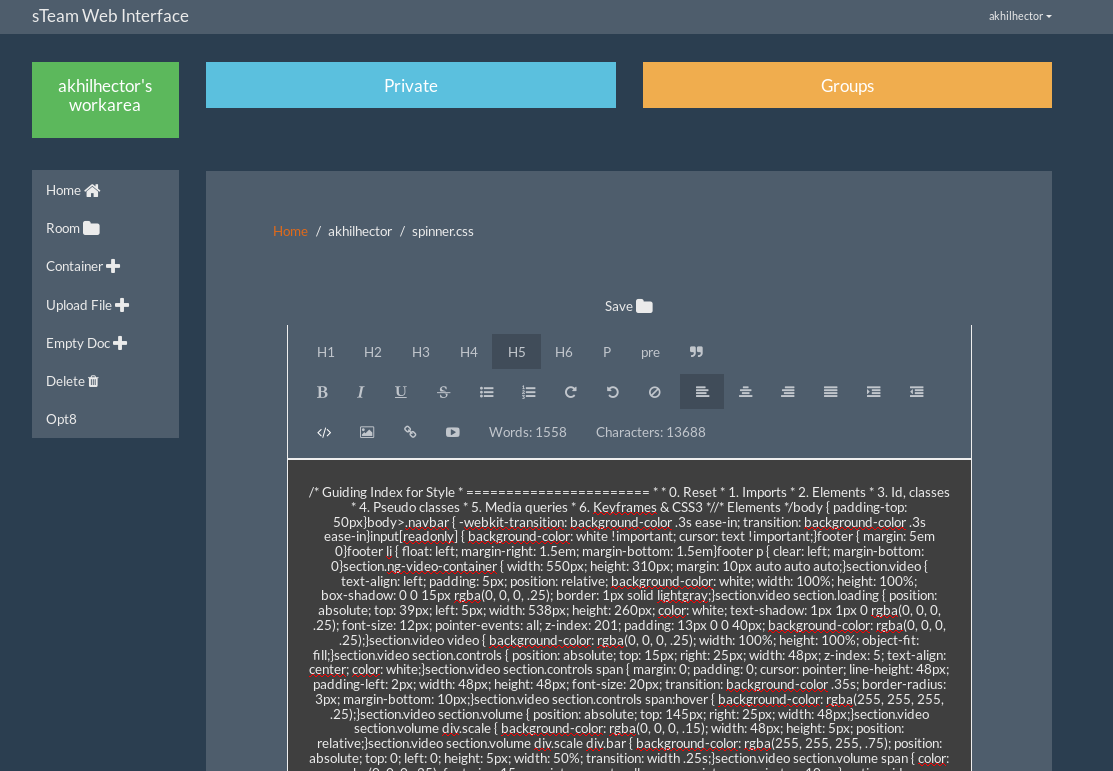 sTeam Web Interface
akhilhector
akhilhector's
workarea
Private
Groups
Home
Room
Container
Upload File
Empty Doc
Delete
Opt8
Home / akhilhector / spinner.css
Save
H1 H2 H3 H4 H5 H6 P pre
B I U S
Words: 1558 Characters: 13688
/* Guiding Index for Style * ======================= * * 0. Reset * 1. Imports * 2. Elements * 3. Id, classes
* 4. Pseudo classes * 5. Media queries * 6. Keyframes & CSS3 *//* Elements */body { padding-top:
50px}body>.navbar { -webkit-transition: background-color .3s ease-in; transition: background-color .3s
ease-in}input[readonly] { background-color: white !important; cursor: text !important;}footer { margin: 5em
0}footer li { float: left; margin-right: 1.5em; margin-bottom: 1.5em}footer p { clear: left; margin-bottom:
0}section.ng-video-container { width: 550px; height: 310px; margin: 10px auto auto auto;}section.video {
text-align: left; padding: 5px; position: relative; background-color: white; width: 100%; height: 100%;
box-shadow: 0 0 15px rgba(0, 0, 0, .25); border: 1px solid lightgray;}section.video section.loading { position:
absolute; top: 39px; left: 5px; width: 538px; height: 260px; color: white; text-shadow: 1px 1px 0 rgba(0, 0, 0,
.25); font-size: 12px; pointer-events: all; z-index: 201; padding: 13px 0 0 40px; background-color: rgba(0, 0, 0,
.25);}section.video video { background-color: rgba(0, 0, 0, .25); width: 100%; height: 100%; object-fit:
fill;}section.video section.controls { position: absolute; top: 15px; right: 25px; width: 48px; z-index: 5; text-align:
center; color: white;}section.video section.controls span { margin: 0; padding: 0; cursor: pointer; line-height: 48px;
padding-left: 2px; width: 48px; height: 48px; font-size: 20px; transition: background-color .35s; border-radius:
3px; margin-bottom: 10px;}section.video section.controls span:hover { background-color: rgba(255, 255, 255,
.25);}section.video section.volume { position: absolute; top: 145px; right: 25px; width: 48px;}section.video
section.volume div.scale { background-color: rgba(0, 0, 0, .15); width: 48px; height: 5px; position:
relative;}section.video section.volume div.scale div.bar { background-color: rgba(255, 255, 255, .75); position:
absolute; top: 0; left: 0; height: 5px; width: 50%; transition: width .25s;}section.video section.volume span { color: